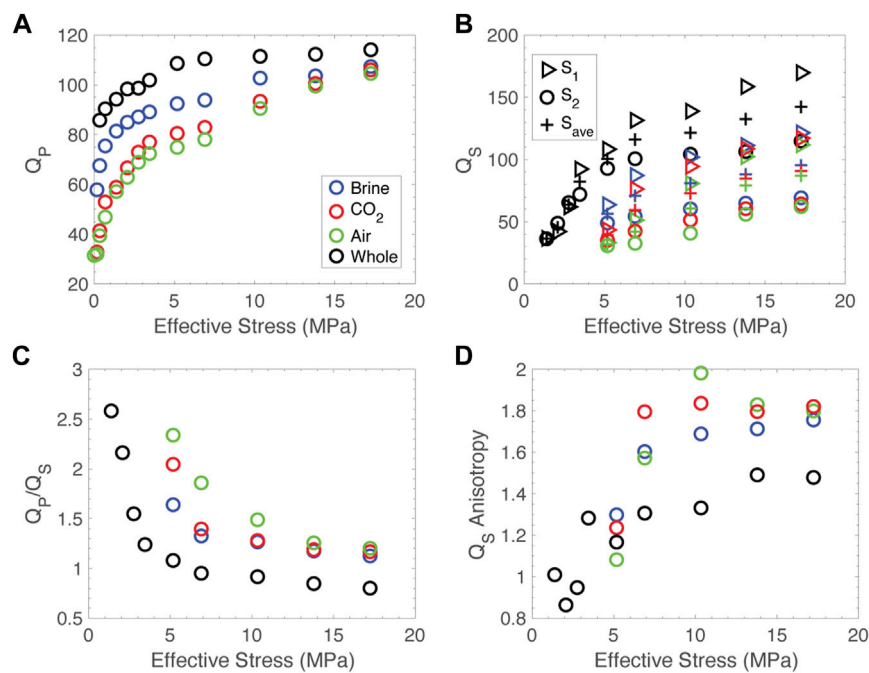 A
120
100
80
60
40
20
Q_P
Brine
CO₂
Air
Whole
0 5 10 15 20
Effective Stress (MPa)
B
200
150
100
50
0
Q_S
S₁
S₂
S_ave
0 5 10 15 20
Effective Stress (MPa)
C
3
2.5
2
1.5
1
0.5
Q_P/Q_S
0 5 10 15 20
Effective Stress (MPa)
D
2
1.8
1.6
1.4
1.2
1
0.8
Q_S Anisotropy
0 5 10 15 20
Effective Stress (MPa)